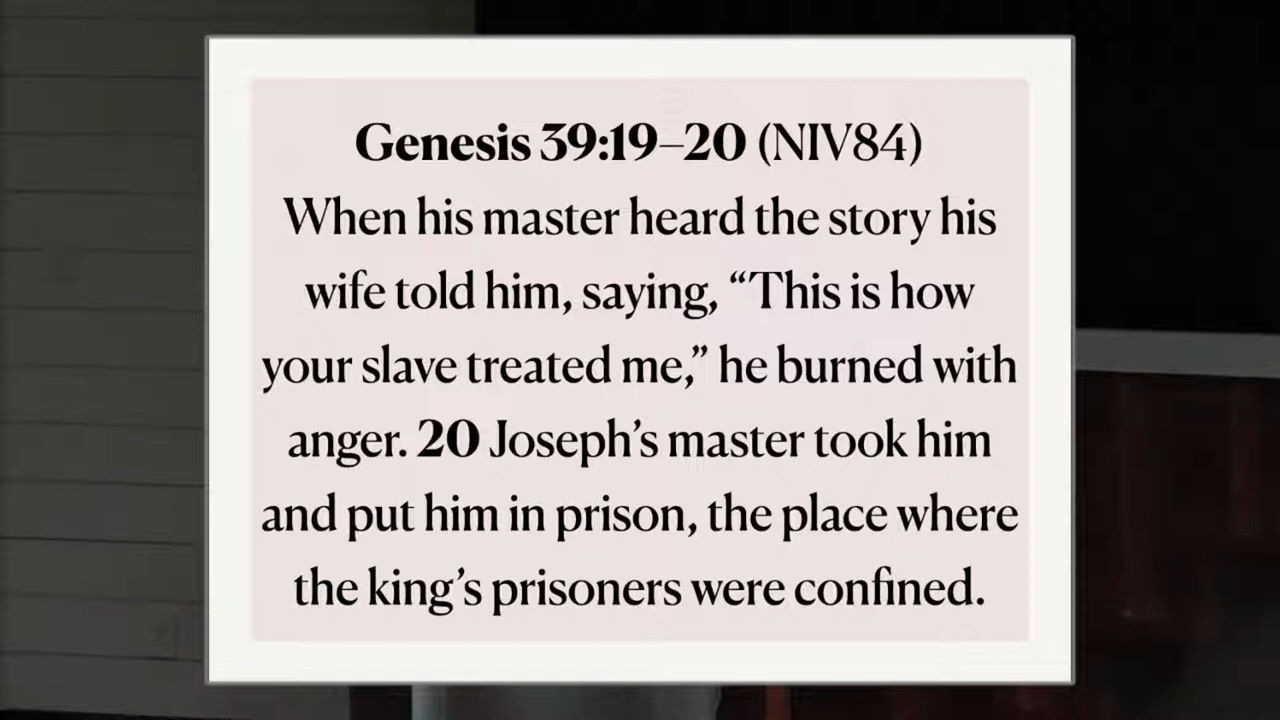 Genesis 39:19–20 (NIV84)
When his master heard the story his
wife told him, saying, “This is how
your slave treated me,” he burned with
anger. 20 Joseph’s master took him
and put him in prison, the place where
the king’s prisoners were confined.